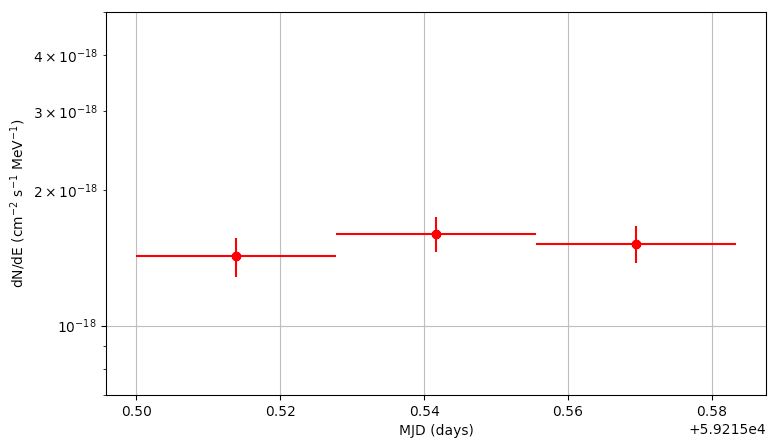 dN/dE (cm⁻² s⁻¹ MeV⁻¹)
4 × 10⁻¹⁸
3 × 10⁻¹⁸
2 × 10⁻¹⁸
10⁻¹⁸
0.50 0.52 0.54 0.56 0.58
MJD (days)
+5.9215e4